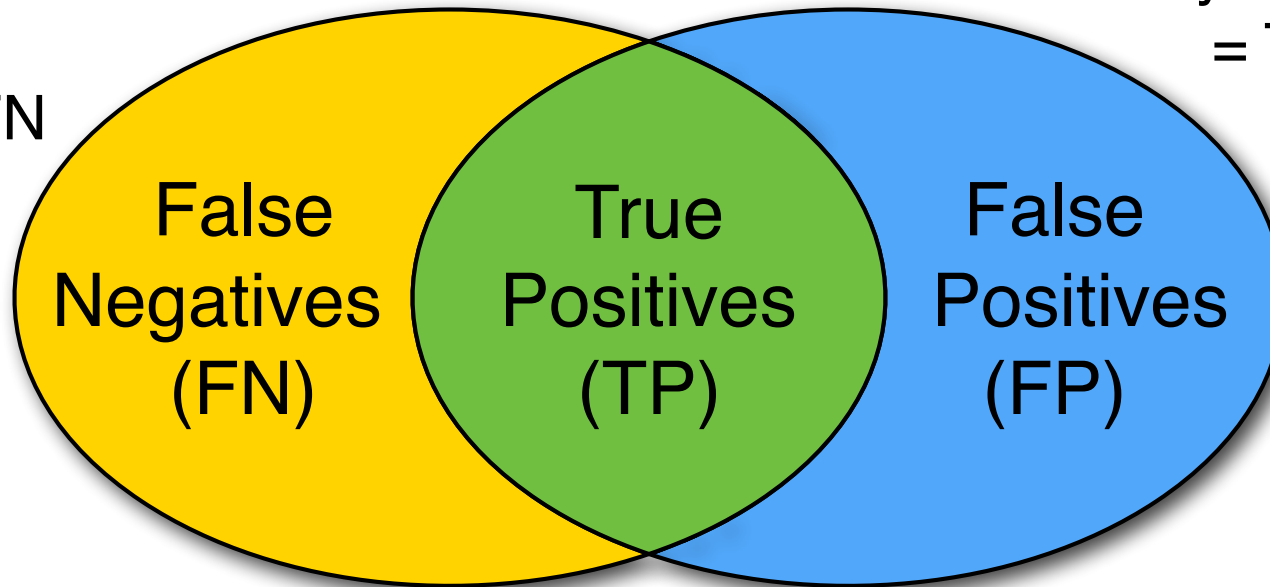 =
N
False
Negatives
(FN)
True
Positives
(TP)
False
Positives
(FP)